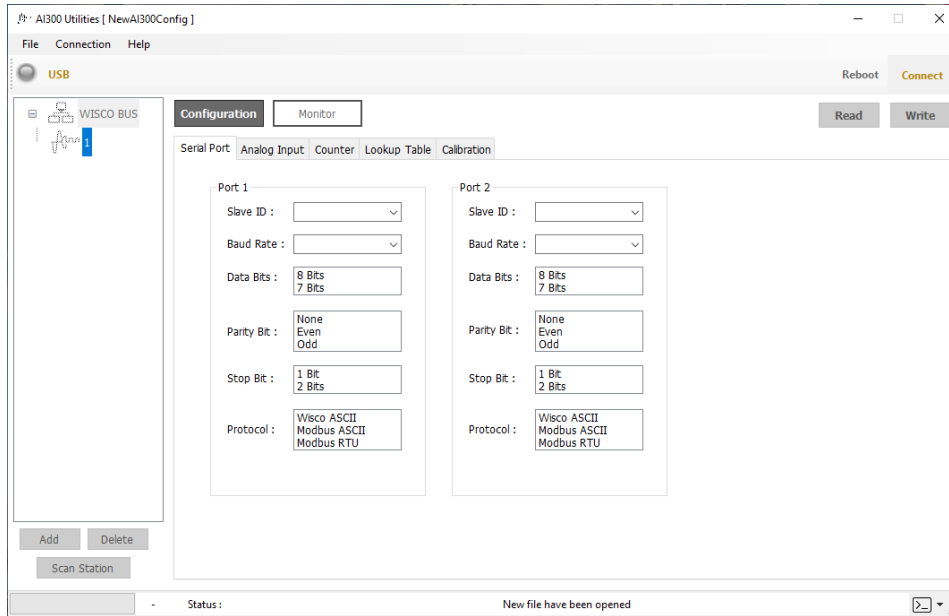 AI300 Utilities [ NewAI300Config ]
File Connection Help
USB
Reboot Connect
WISCO BUS
1
Configuration Monitor
Read Write
Serial Port Analog Input Counter Lookup Table Calibration
Port 1
Slave ID :
Baud Rate :
Data Bits : 8 Bits
7 Bits
Parity Bit : None
Even
Odd
Stop Bit : 1 Bit
2 Bits
Protocol : Wisco ASCII
Modbus ASCII
Modbus RTU
Port 2
Slave ID :
Baud Rate :
Data Bits : 8 Bits
7 Bits
Parity Bit : None
Even
Odd
Stop Bit : 1 Bit
2 Bits
Protocol : Wisco ASCII
Modbus ASCII
Modbus RTU
Add Delete
Scan Station
- Status : New file have been opened